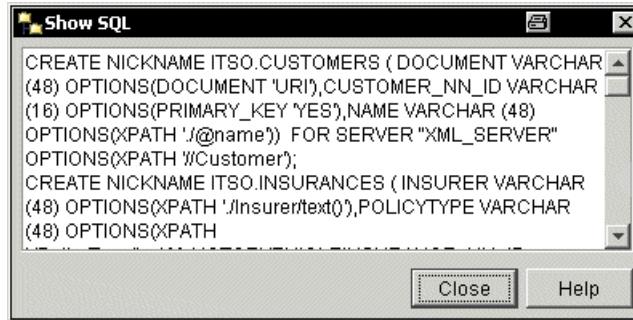 Show SQL
CREATE NICKNAME ITSO.CUSTOMERS ( DOCUMENT VARCHAR
(48) OPTIONS(DOCUMENT 'URI'),CUSTOMER_NN_ID VARCHAR
(16) OPTIONS(PRIMARY_KEY 'YES'),NAME VARCHAR (48)
OPTIONS(XPATH './@name')) FOR SERVER "XML_SERVER"
OPTIONS(XPATH '//Customer');
CREATE NICKNAME ITSO.INSURANCES ( INSURER VARCHAR
(48) OPTIONS(XPATH './Insurer/text()'),POLICYTYPE VARCHAR
(48) OPTIONS(XPATH
Close
Help